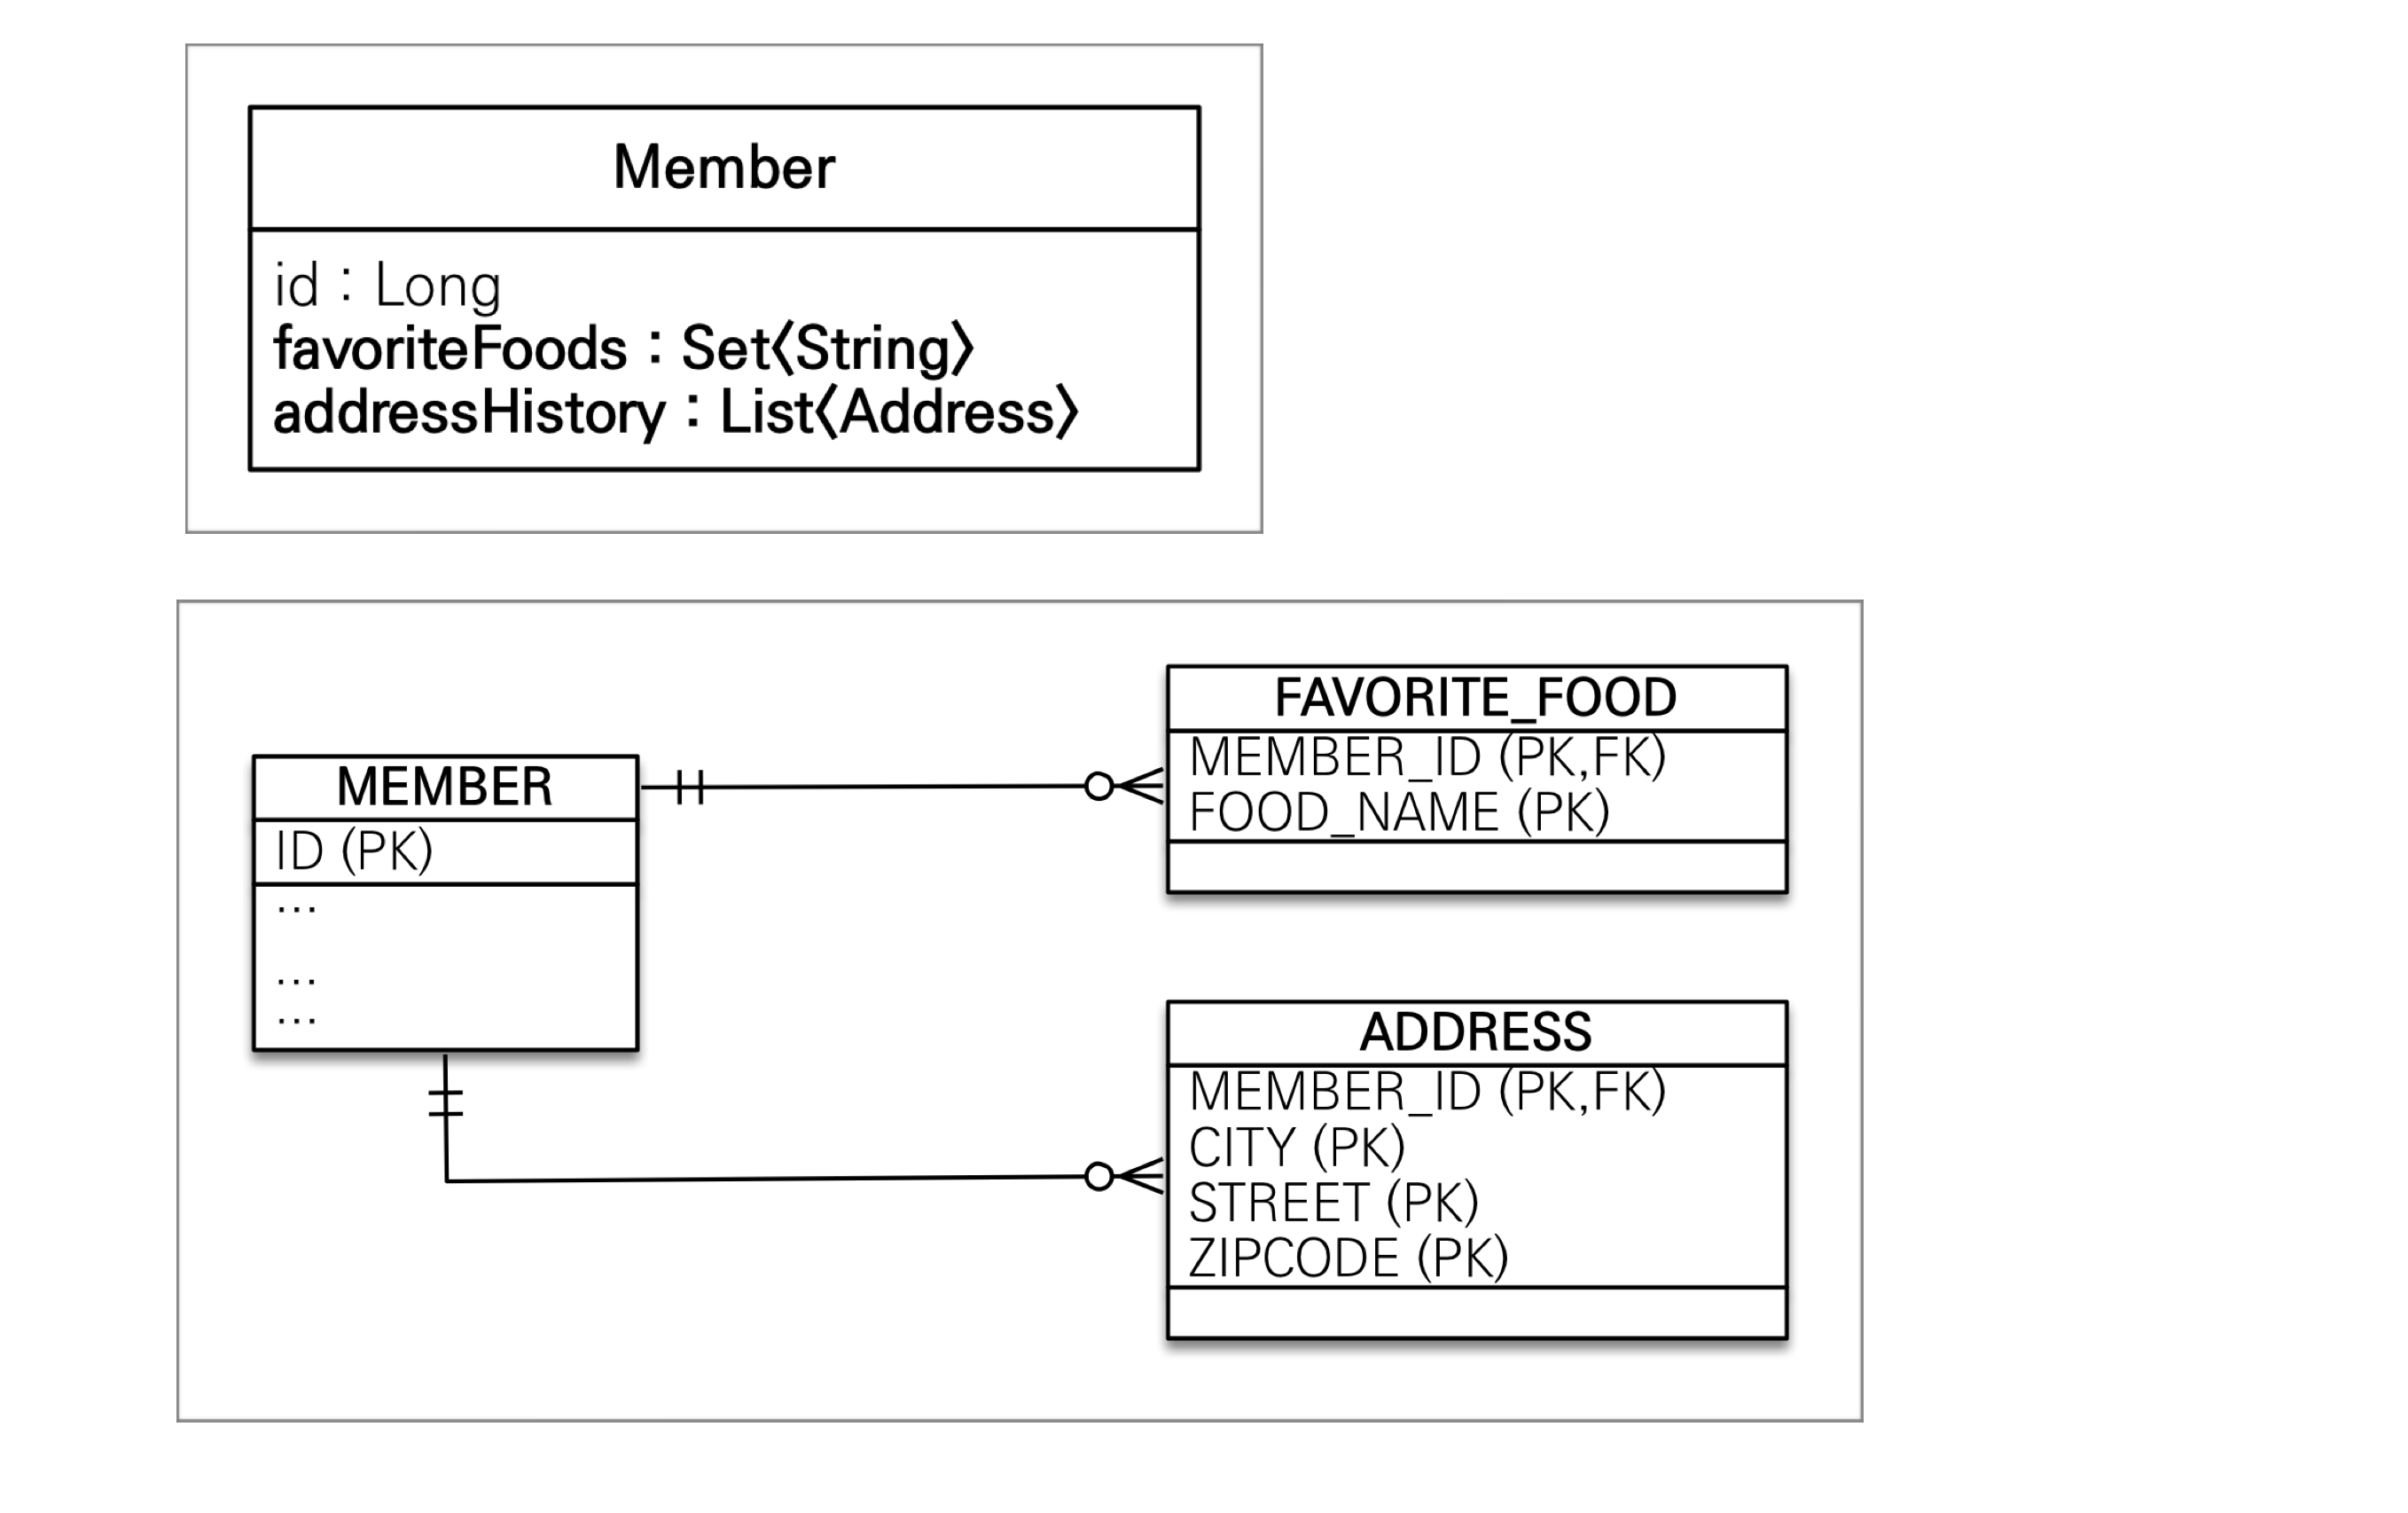 Member
id : Long
favoriteFoods : Set〈String〉
addressHistory : List〈Address〉
FAVORITE_FOOD
MEMBER_ID (PK,FK)
FOOD_NAME (PK)
MEMBER
ID (PK)
...
...
...
ADDRESS
MEMBER_ID (PK,FK)
CITY (PK)
STREET (PK)
ZIPCODE (PK)